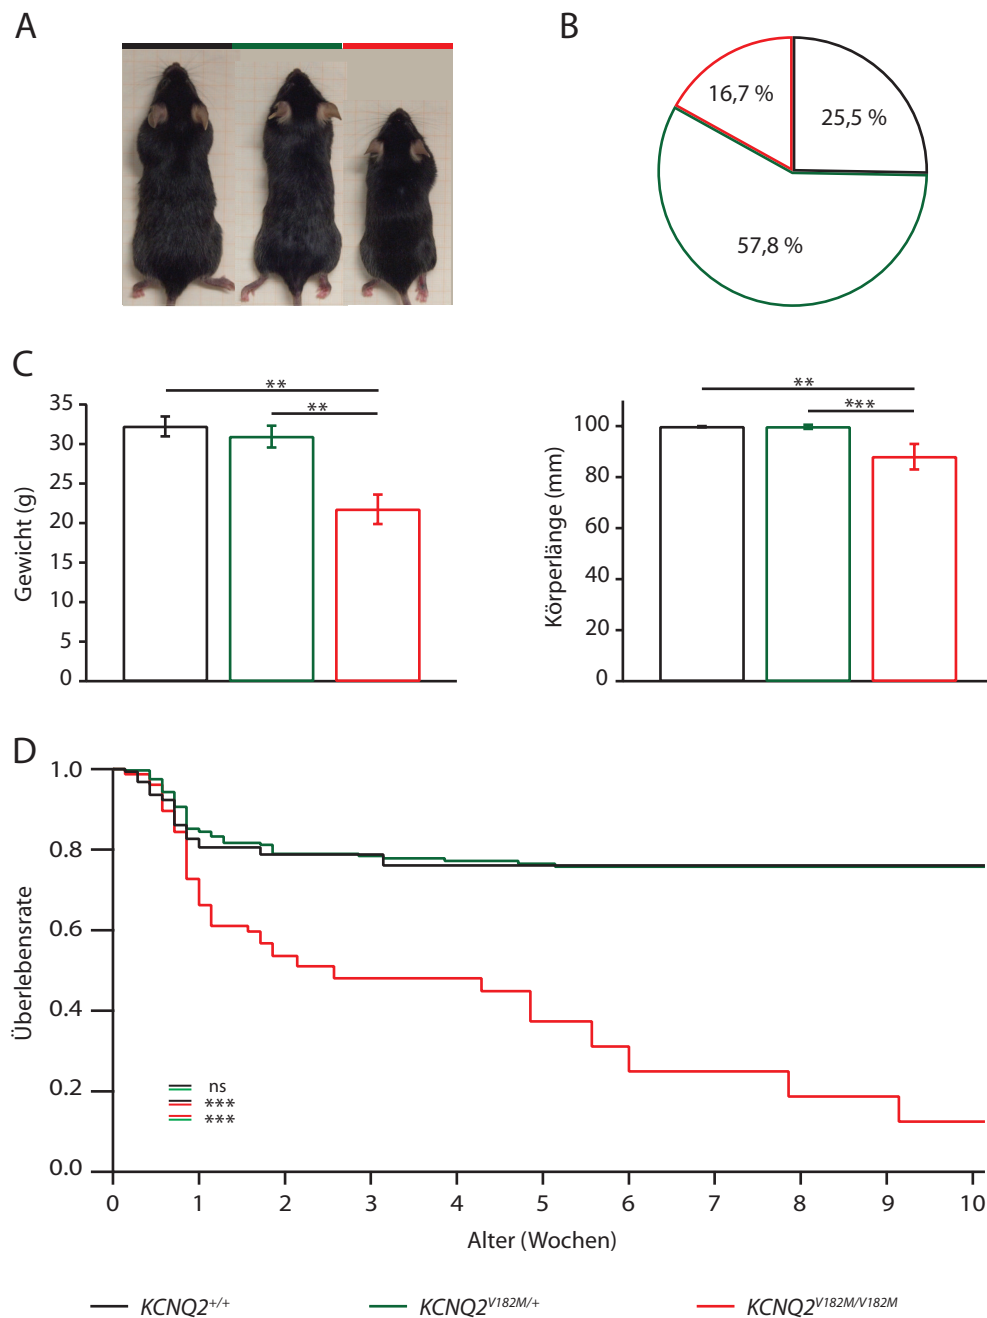 A
B
16,7 %
25,5 %
57,8 %
C
**
**
35
30
25
20
15
10
5
0
Gewicht (g)
**
***
100
80
60
40
20
0
Körperlänge (mm)
D
1.0
0.8
0.6
0.4
0.2
0.0
Überlebensrate
ns
***
***
0 1 2 3 4 5 6 7 8 9 10
Alter (Wochen)
KCNQ2+/+ KCNQ2V182M/+ KCNQ2V182M/V182M